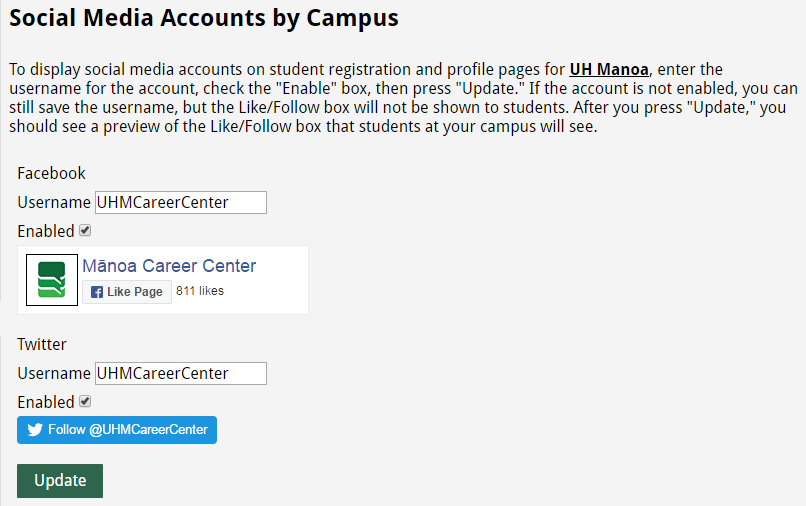 Social Media Accounts by Campus
To display social media accounts on student registration and profile pages for UH Manoa, enter the
username for the account, check the "Enable" box, then press "Update." If the account is not enabled, you can
still save the username, but the Like/Follow box will not be shown to students. After you press "Update," you
should see a preview of the Like/Follow box that students at your campus will see.
Facebook
Username UHMCareerCenter
Enabled
Mānoa Career Center
Like Page 811 likes
Twitter
Username UHMCareerCenter
Enabled
Follow @UHMCareerCenter
Update